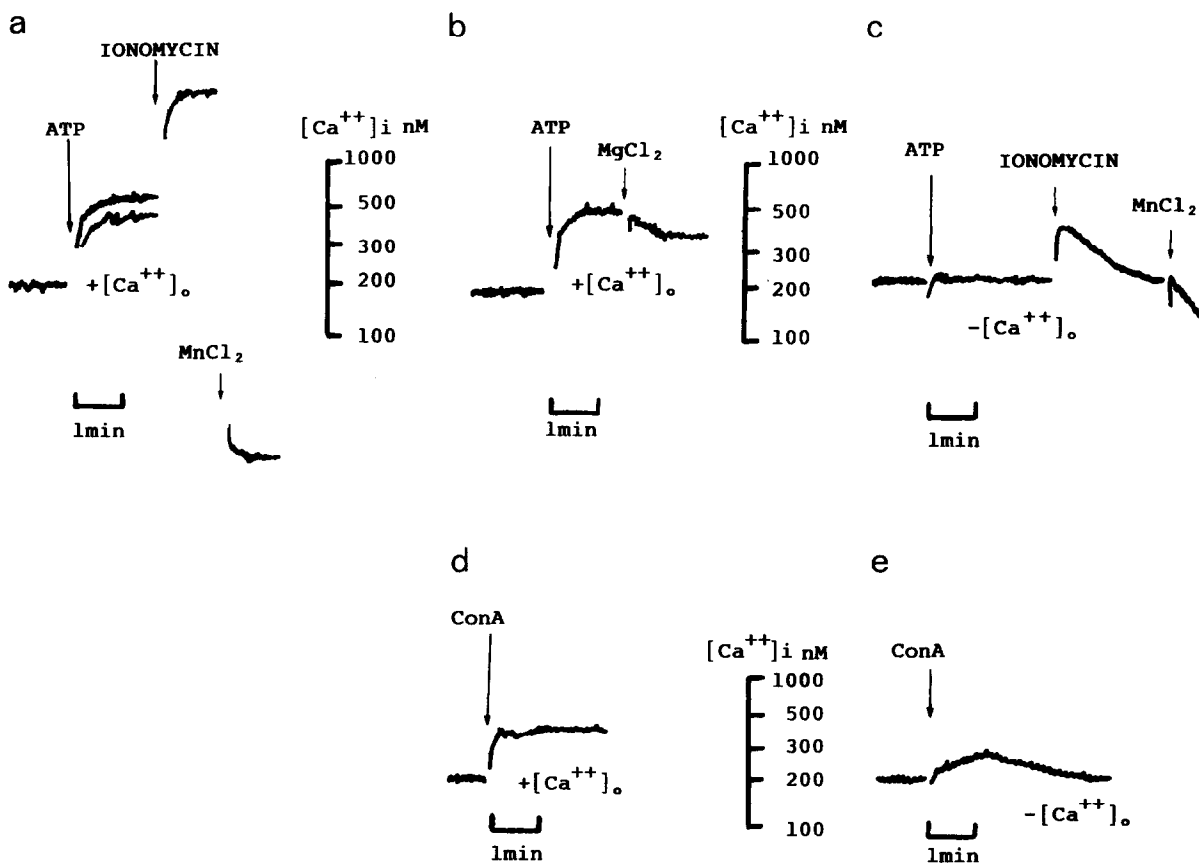 a
IONOMYCIN
ATP
+[Ca++]o
MnCl2
1min
[Ca++]i nM
1000
500
300
200
100
b
ATP
MgCl2
+[Ca++]o
1min
[Ca++]i nM
1000
500
300
200
100
c
ATP
IONOMYCIN
MnCl2
-[Ca++]o
1min
d
ConA
+[Ca++]o
1min
[Ca++]i nM
1000
500
300
200
100
e
ConA
-[Ca++]o
1min